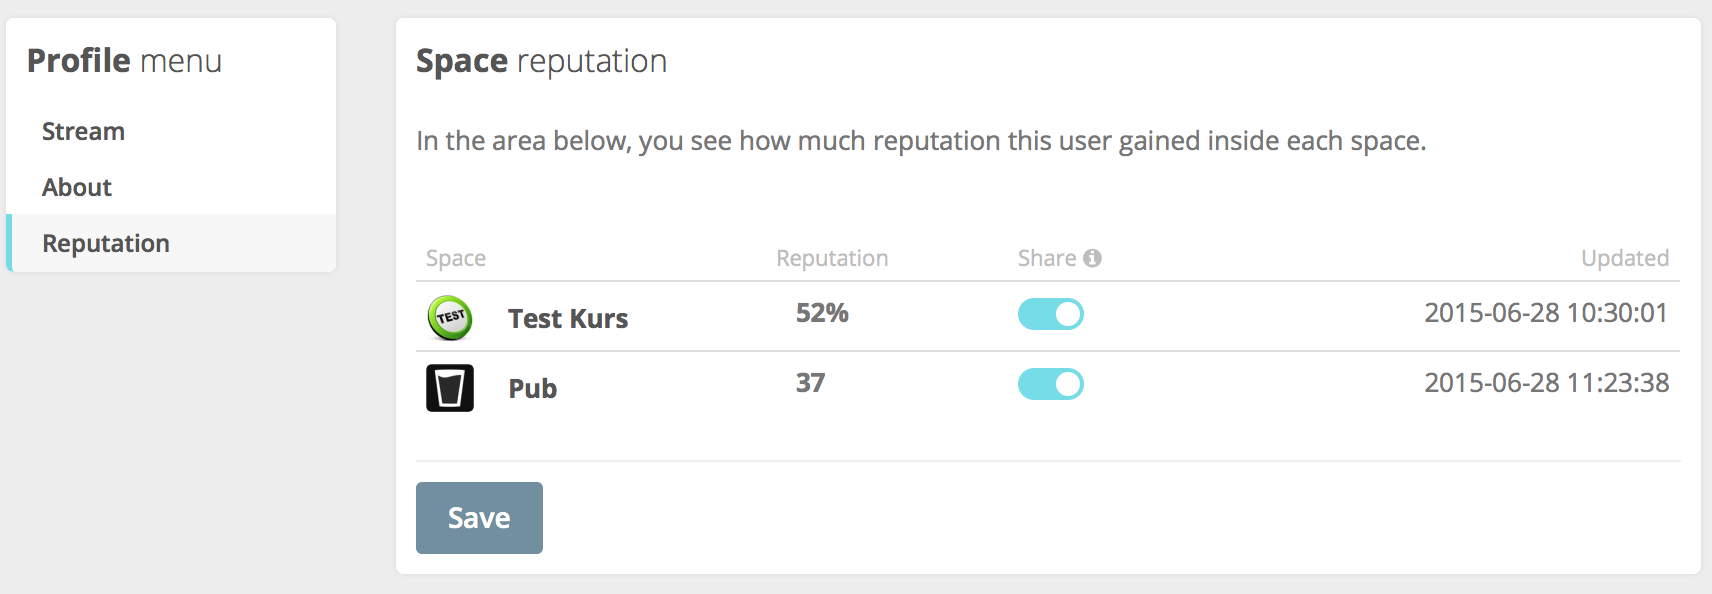 Profile menu
Stream
About
Reputation
Space reputation
In the area below, you see how much reputation this user gained inside each space.
Space Reputation Share Updated
TEST Test Kurs 52% 2015-06-28 10:30:01
Pub 37 2015-06-28 11:23:38
Save